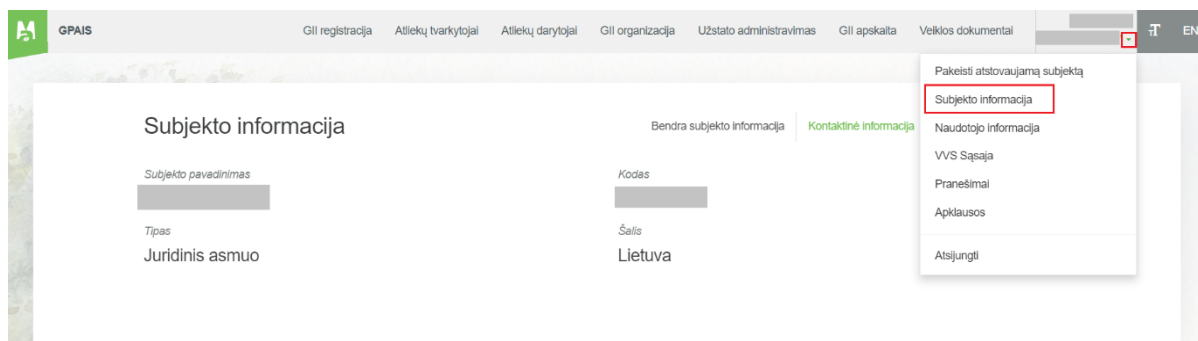 GPAIS
GII registracija
Atliekų tvarkytojai
Atliekų darytojai
GII organizacija
Užstato administravimas
GII apskaita
Veiklos dokumentai
TT
EN
Pakeisti atstovaujamą subjektą
Subjekto informacija
Naudotojo informacija
VVS Sąsaja
Pranešimai
Apklausos
Atsijungti
Subjekto informacija
Bendra subjekto informacija
Kontaktinė informacija
Subjekto pavadinimas
Kodas
Tipas
Šalis
Juridinis asmuo
Lietuva